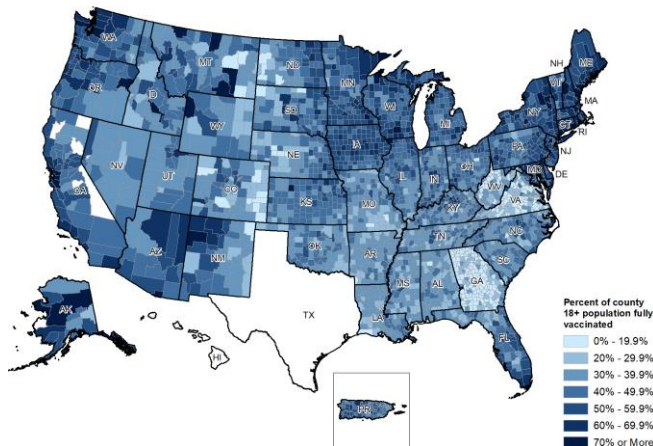 WA
MT
ND
MN
NH
VT
ME
OR
ID
WY
SD
WI
MI
NY
MA
CT
RI
NV
UT
NE
IA
PA
NJ
CA
CO
KS
MO
IL
IN
OH
WV
VA
MD
DE
KY
AZ
NM
OK
AR
TN
NC
SC
MS
AL
GA
LA
TX
FL
AK
HI
PR
Percent of county
18+ population fully
vaccinated
0% - 19.9%
20% - 29.9%
30% - 39.9%
40% - 49.9%
50% - 59.9%
60% - 69.9%
70% or More